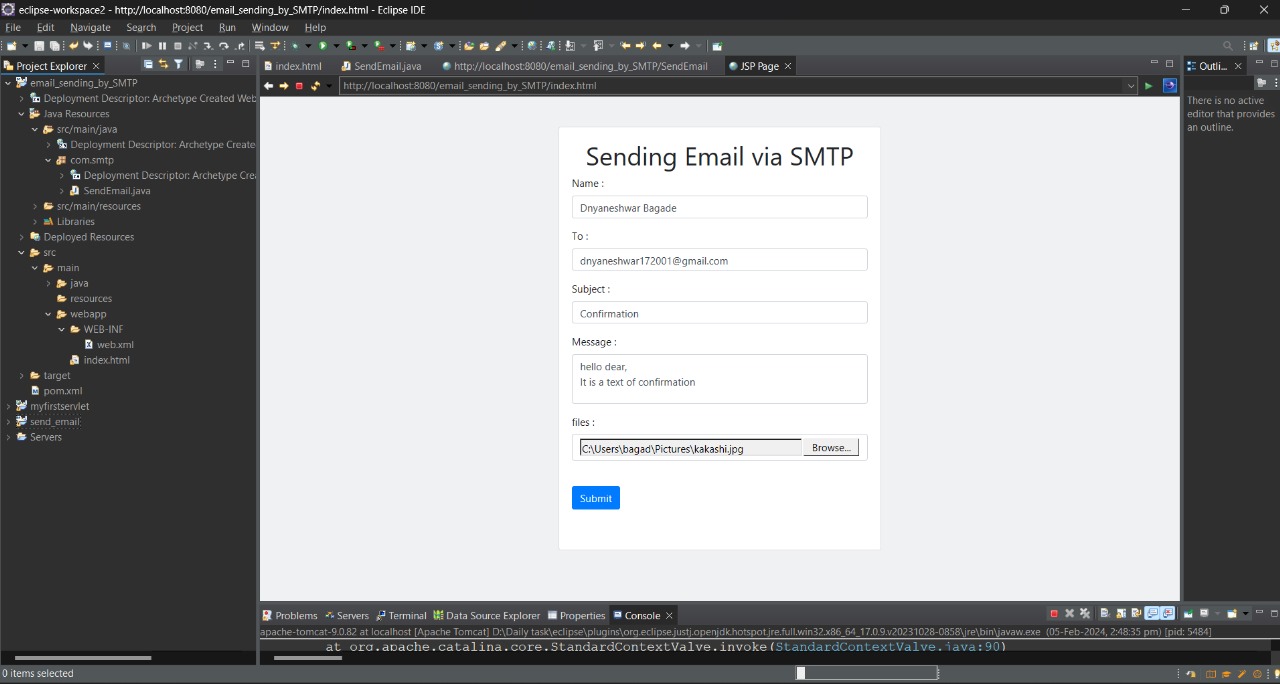 eclipse-workspace2 - http://localhost:8080/email_sending_by_SMTP/index.html - Eclipse IDE
File Edit Navigate Search Project Run Window Help
Project Explorer
index.html SendEmail.java http://localhost:8080/email_sending_by_SMTP/SendEmail JSP Page
Outli...
http://localhost:8080/email_sending_by_SMTP/index.html
email_sending_by_SMTP
Deployment Descriptor: Archetype Created Web
Java Resources
src/main/java
Deployment Descriptor: Archetype Create
com.smtp
Deployment Descriptor: Archetype Crea
SendEmail.java
src/main/resources
Libraries
Deployed Resources
src
main
java
resources
webapp
WEB-INF
web.xml
index.html
target
pom.xml
myfirstservlet
send_email
Servers
Sending Email via SMTP
Name :
Dnyaneshwar Bagade
To :
dnyaneshwar172001@gmail.com
Subject :
Confirmation
Message :
hello dear,
It is a text of confirmation
files :
C:\Users\bagad\Pictures\kakashi.jpg Browse...
Submit
There is no active
editor that provides
an outline.
Problems Servers Terminal Data Source Explorer Properties Console
apache-tomcat-9.0.82 at localhost [Apache Tomcat] D:\Daily task\eclipse\plugins\org.eclipse.justj.openjdk.hotspot.jre.full.win32.x86_64_17.0.9.v20231028-0858\jre\bin\javaw.exe (05-Feb-2024, 2:48:35 pm) [pid: 5484]
at org.apache.catalina.core.StandardContextValve.invoke(StandardContextValve.java:90)
0 items selected